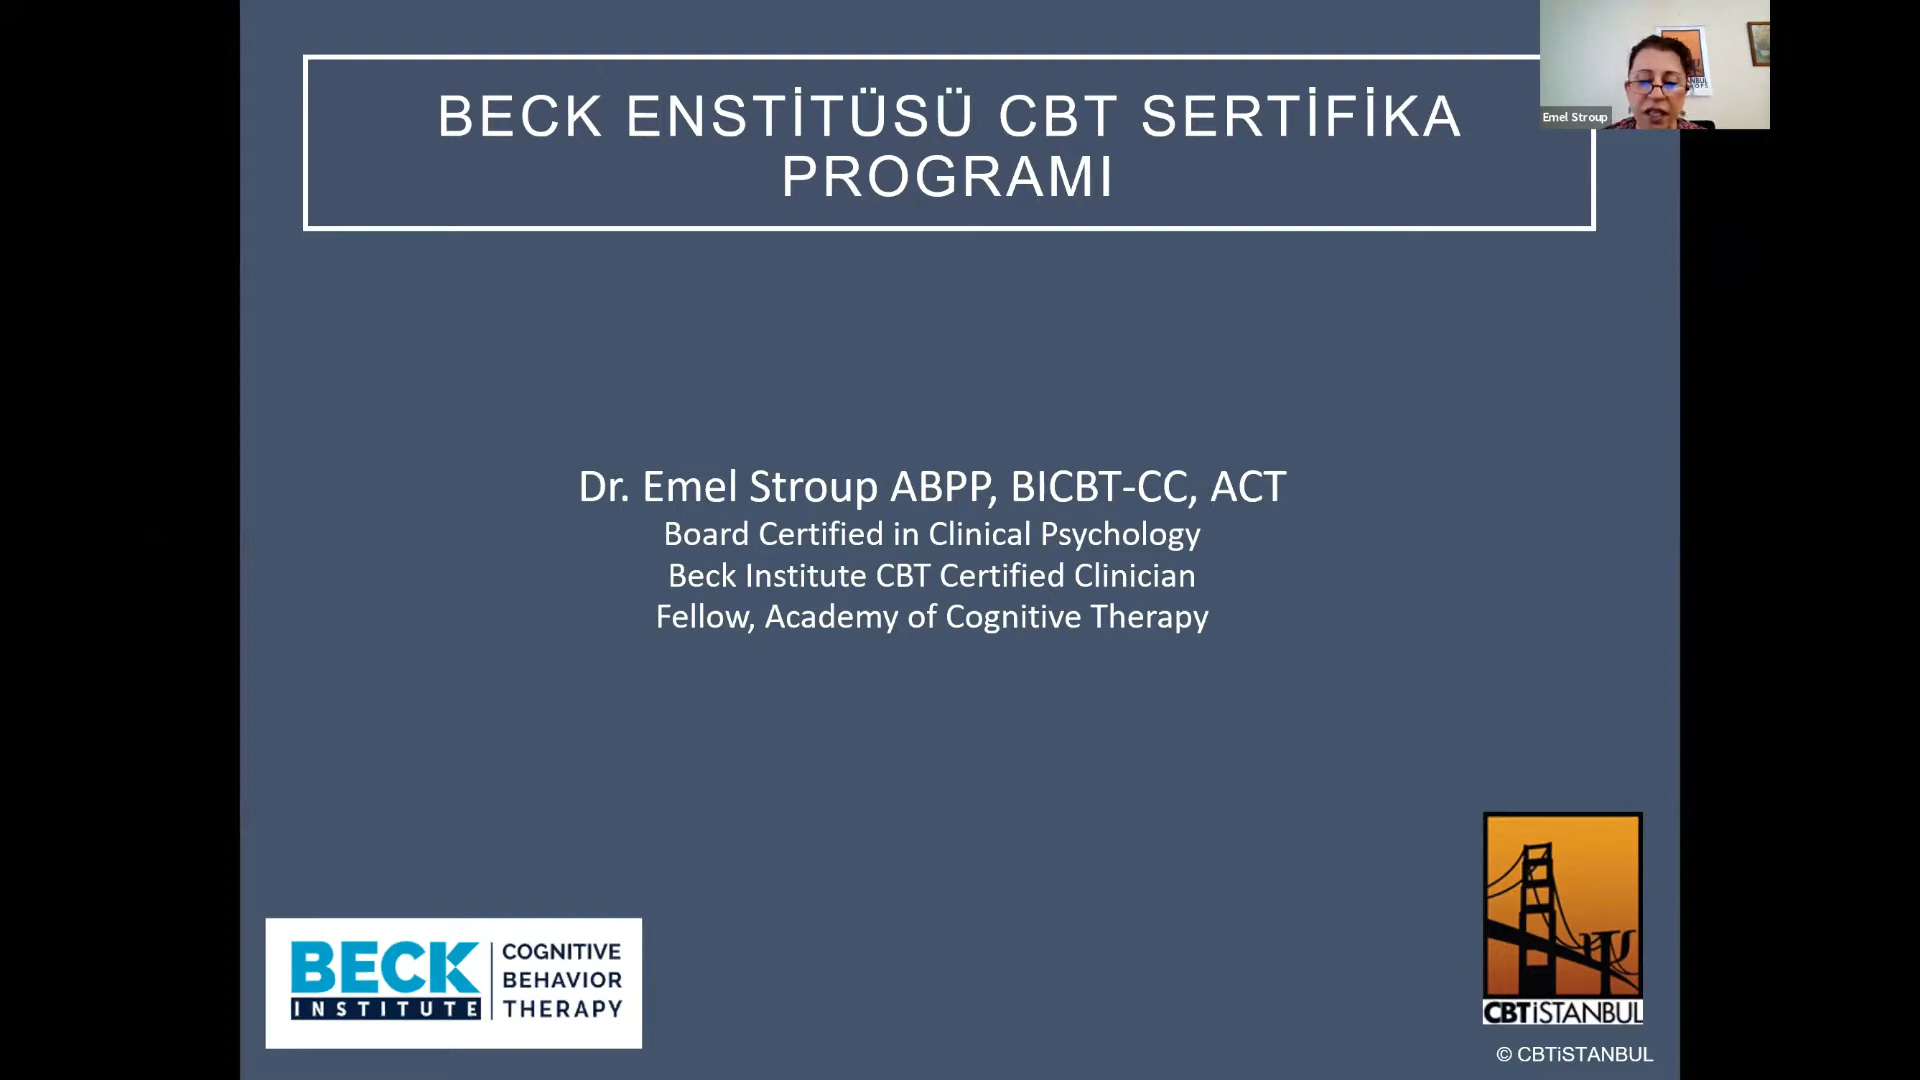 BECK ENSTİTÜSÜ CBT SERTİFİKA
PROGRAMI
Emel Stroup
Dr. Emel Stroup ABPP, BICBT-CC, ACT
Board Certified in Clinical Psychology
Beck Institute CBT Certified Clinician
Fellow, Academy of Cognitive Therapy
BECK
INSTITUTE
COGNITIVE
BEHAVIOR
THERAPY
CBTiSTANBUL
© CBTiSTANBUL